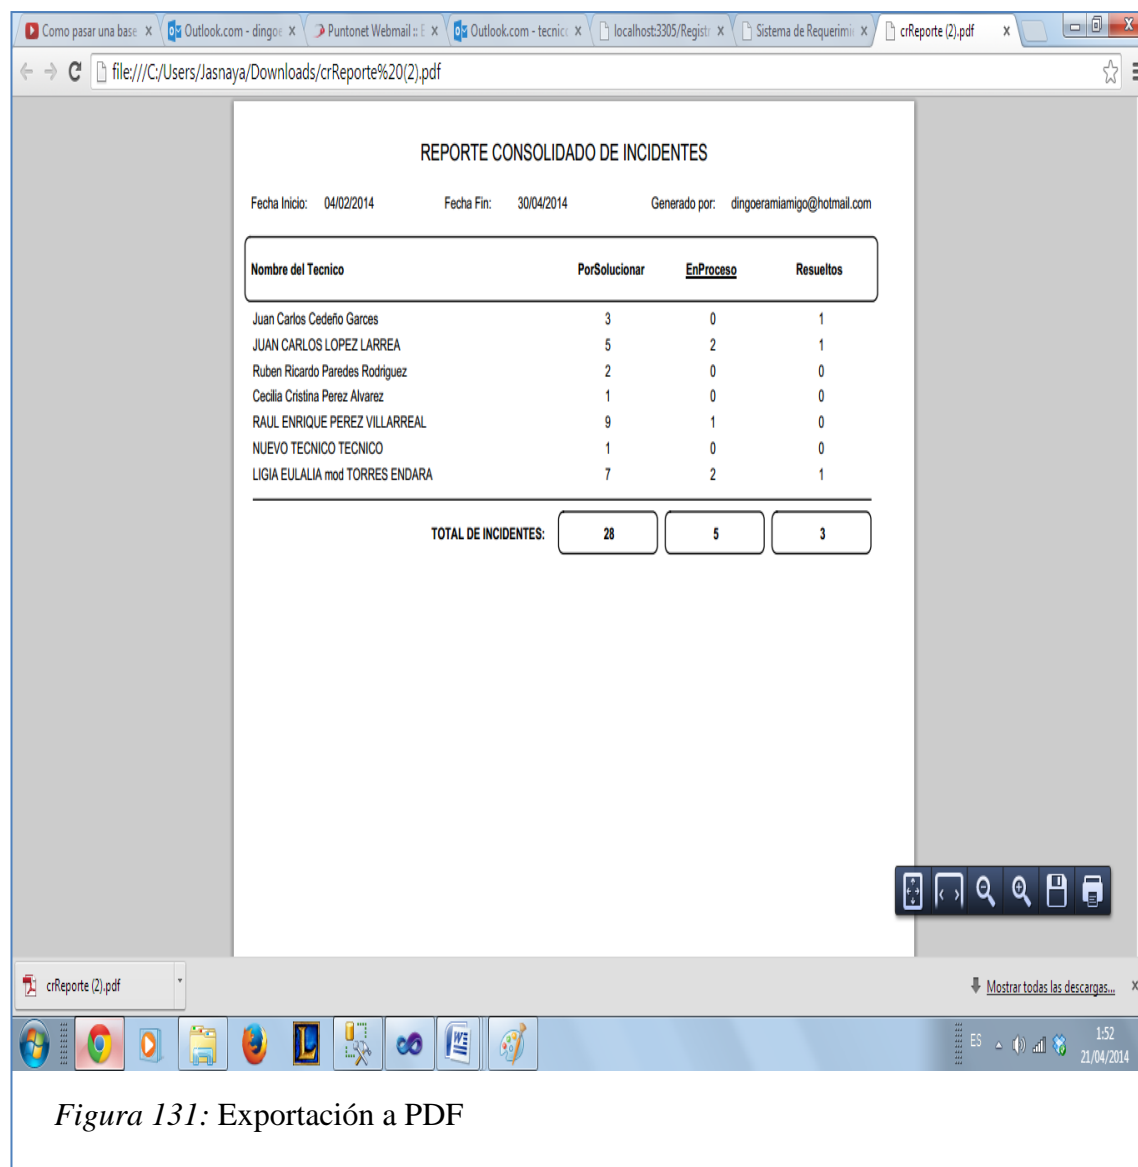 Como pasar una base
Outlook.com - dingoe
Puntonet Webmail :: E
Outlook.com - tecnico
localhost:3305/Registr
Sistema de Requerimi
crReporte (2).pdf
file:///C:/Users/Jasnaya/Downloads/crReporte%20(2).pdf
REPORTE CONSOLIDADO DE INCIDENTES
Fecha Inicio: 04/02/2014 Fecha Fin: 30/04/2014 Generado por: dingoeramiamigo@hotmail.com
Nombre del Tecnico PorSolucionar EnProceso Resueltos
Juan Carlos Cedeño Garces 3 0 1
JUAN CARLOS LOPEZ LARREA 5 2 1
Ruben Ricardo Paredes Rodriguez 2 0 0
Cecilia Cristina Perez Alvarez 1 0 0
RAUL ENRIQUE PEREZ VILLARREAL 9 1 0
NUEVO TECNICO TECNICO 1 0 0
LIGIA EULALIA mod TORRES ENDARA 7 2 1
TOTAL DE INCIDENTES: 28 5 3
crReporte (2).pdf
Mostrar todas las descargas...
ES 1:52
21/04/2014
Figura 131: Exportación a PDF